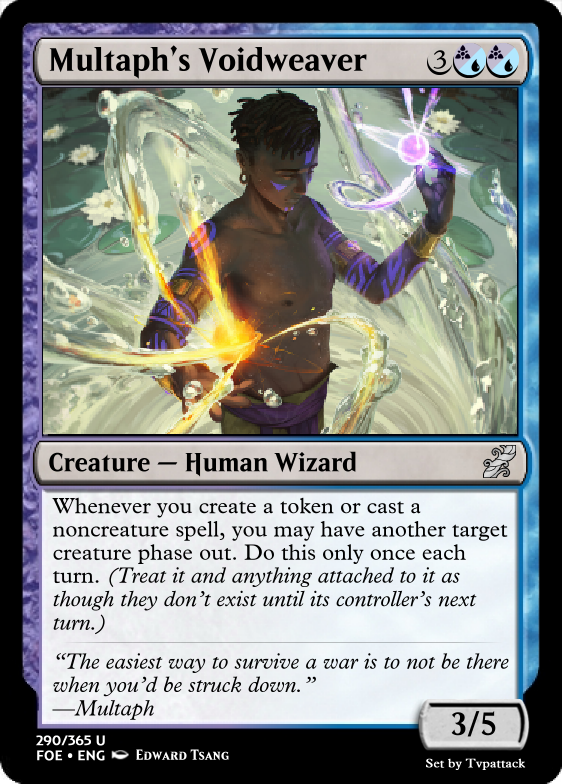 Multaph's Voidweaver
3
Creature — Human Wizard
Whenever you create a token or cast a
noncreature spell, you may have another target
creature phase out. Do this only once each
turn. (Treat it and anything attached to it as
though they don't exist until its controller's next
turn.)
"The easiest way to survive a war is to not be there
when you'd be struck down."
—Multaph
3/5
290/365 U
FOE • ENG Edward Tsang
Set by Tvpattack